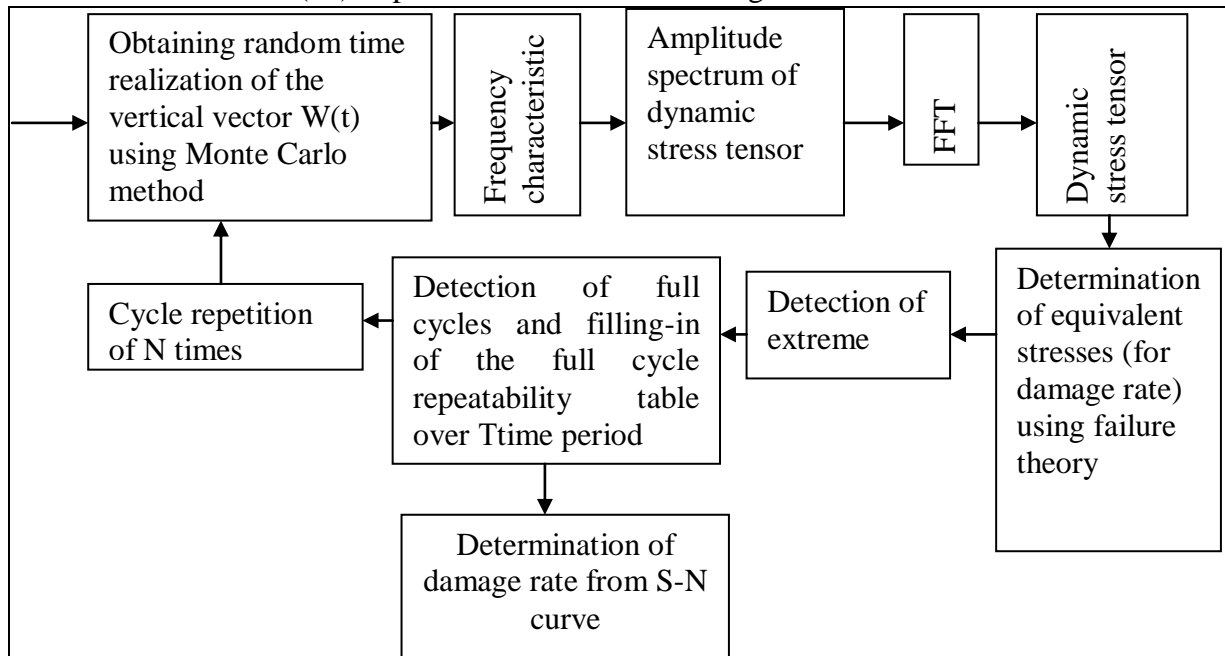 Obtaining random time
realization of the
vertical vector W(t)
using Monte Carlo
method
Frequency
characteristic
Amplitude
spectrum of
dynamic
stress tensor
FFT
Dynamic
stress tensor
Determination
of equivalent
stresses (for
damage rate)
using failure
theory
Detection of
extreme
Detection of full
cycles and filling-in
of the full cycle
repeatability table
over Ttime period
Cycle repetition
of N times
Determination of
damage rate from S-N
curve